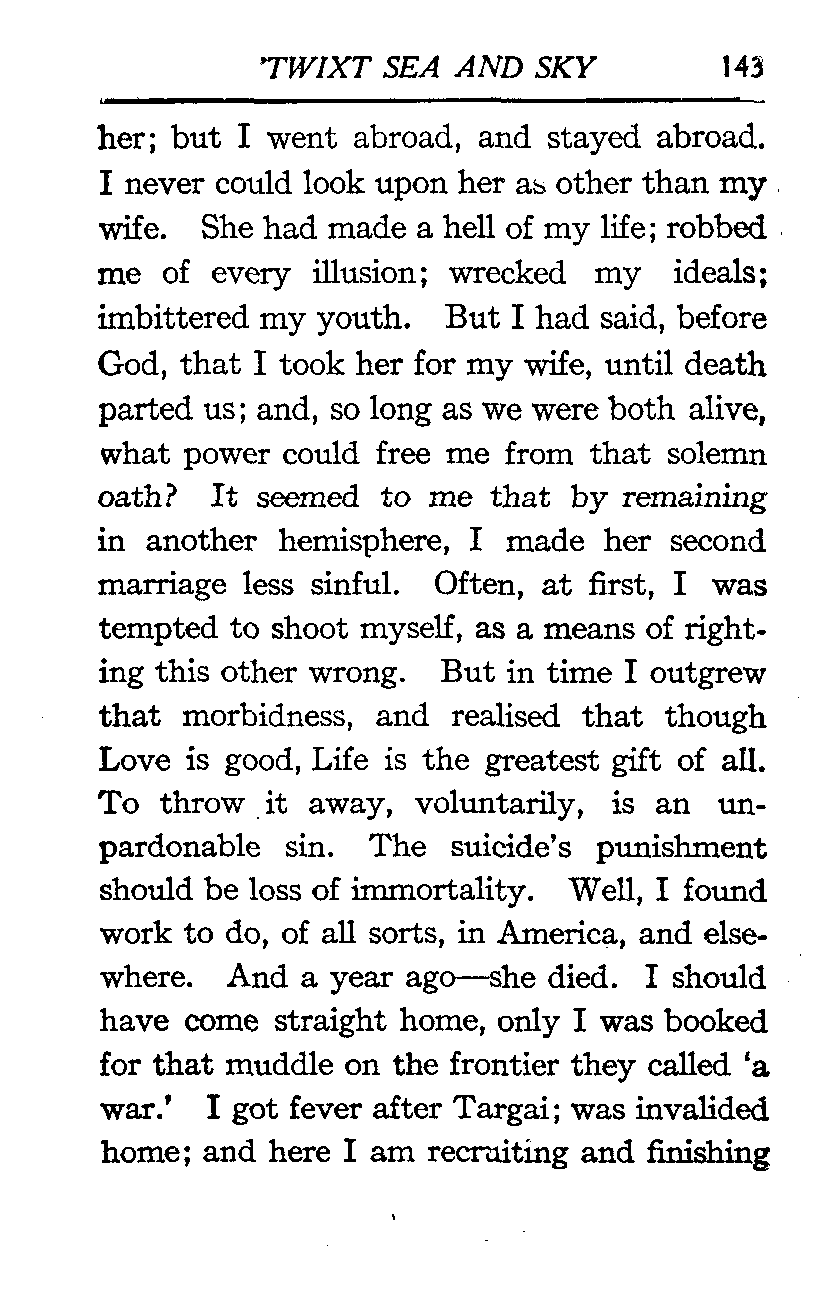 'TWIXT SEA AND SKY 143
her; but I went abroad, and stayed abroad.
I never could look upon her as other than my
wife. She had made a hell of my life; robbed
me of every illusion; wrecked my ideals;
imbittered my youth. But I had said, before
God, that I took her for my wife, until death
parted us; and, so long as we were both alive,
what power could free me from that solemn
oath? It seemed to me that by remaining
in another hemisphere, I made her second
marriage less sinful. Often, at first, I was
tempted to shoot myself, as a means of right-
ing this other wrong. But in time I outgrew
that morbidness, and realised that though
Love is good, Life is the greatest gift of all.
To throw it away, voluntarily, is an un-
pardonable sin. The suicide's punishment
should be loss of immortality. Well, I found
work to do, of all sorts, in America, and else-
where. And a year ago—she died. I should
have come straight home, only I was booked
for that muddle on the frontier they called 'a
war.' I got fever after Targai; was invalided
home; and here I am recruiting and finishing